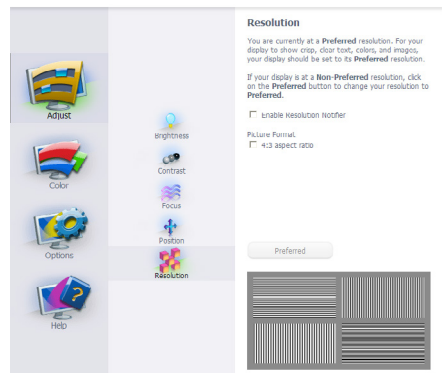 Adjust
Color
Options
Help
Brightness
Contrast
Focus
Position
Resolution
Resolution
You are currently at a Preferred resolution. For your
display to show crisp, clear text, colors, and images,
your display should be set to its Preferred resolution.
If your display is at a Non-Preferred resolution, click
on the Preferred button to change your resolution to
Preferred.
Enable Resolution Notifier
Picture Format
4:3 aspect ratio
Preferred